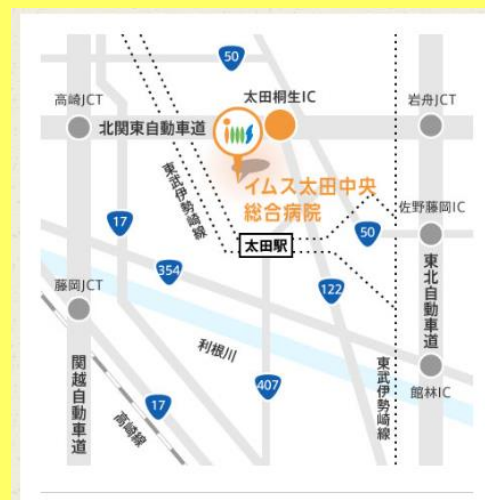 50
高崎JCT
太田桐生IC
岩舟JCT
北関東自動車道
ims
東武伊勢崎線
イムス太田中央
総合病院
佐野藤岡IC
17
太田駅
50
354
東北自動車道
藤岡JCT
122
利根川
関越自動車道
東武伊勢崎線
館林IC
407
17
高崎線